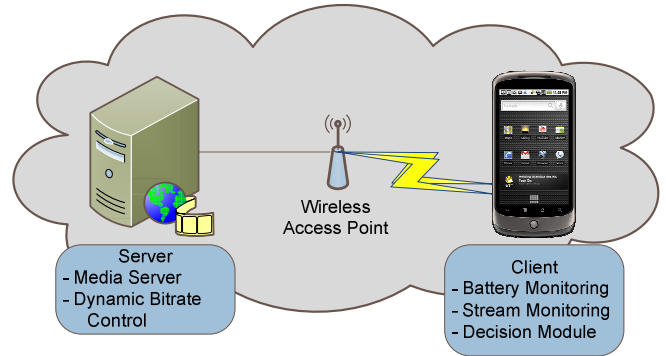 Wireless
Access Point
Server
- Media Server
- Dynamic Bitrate
Control
Client
- Battery Monitoring
- Stream Monitoring
- Decision Module